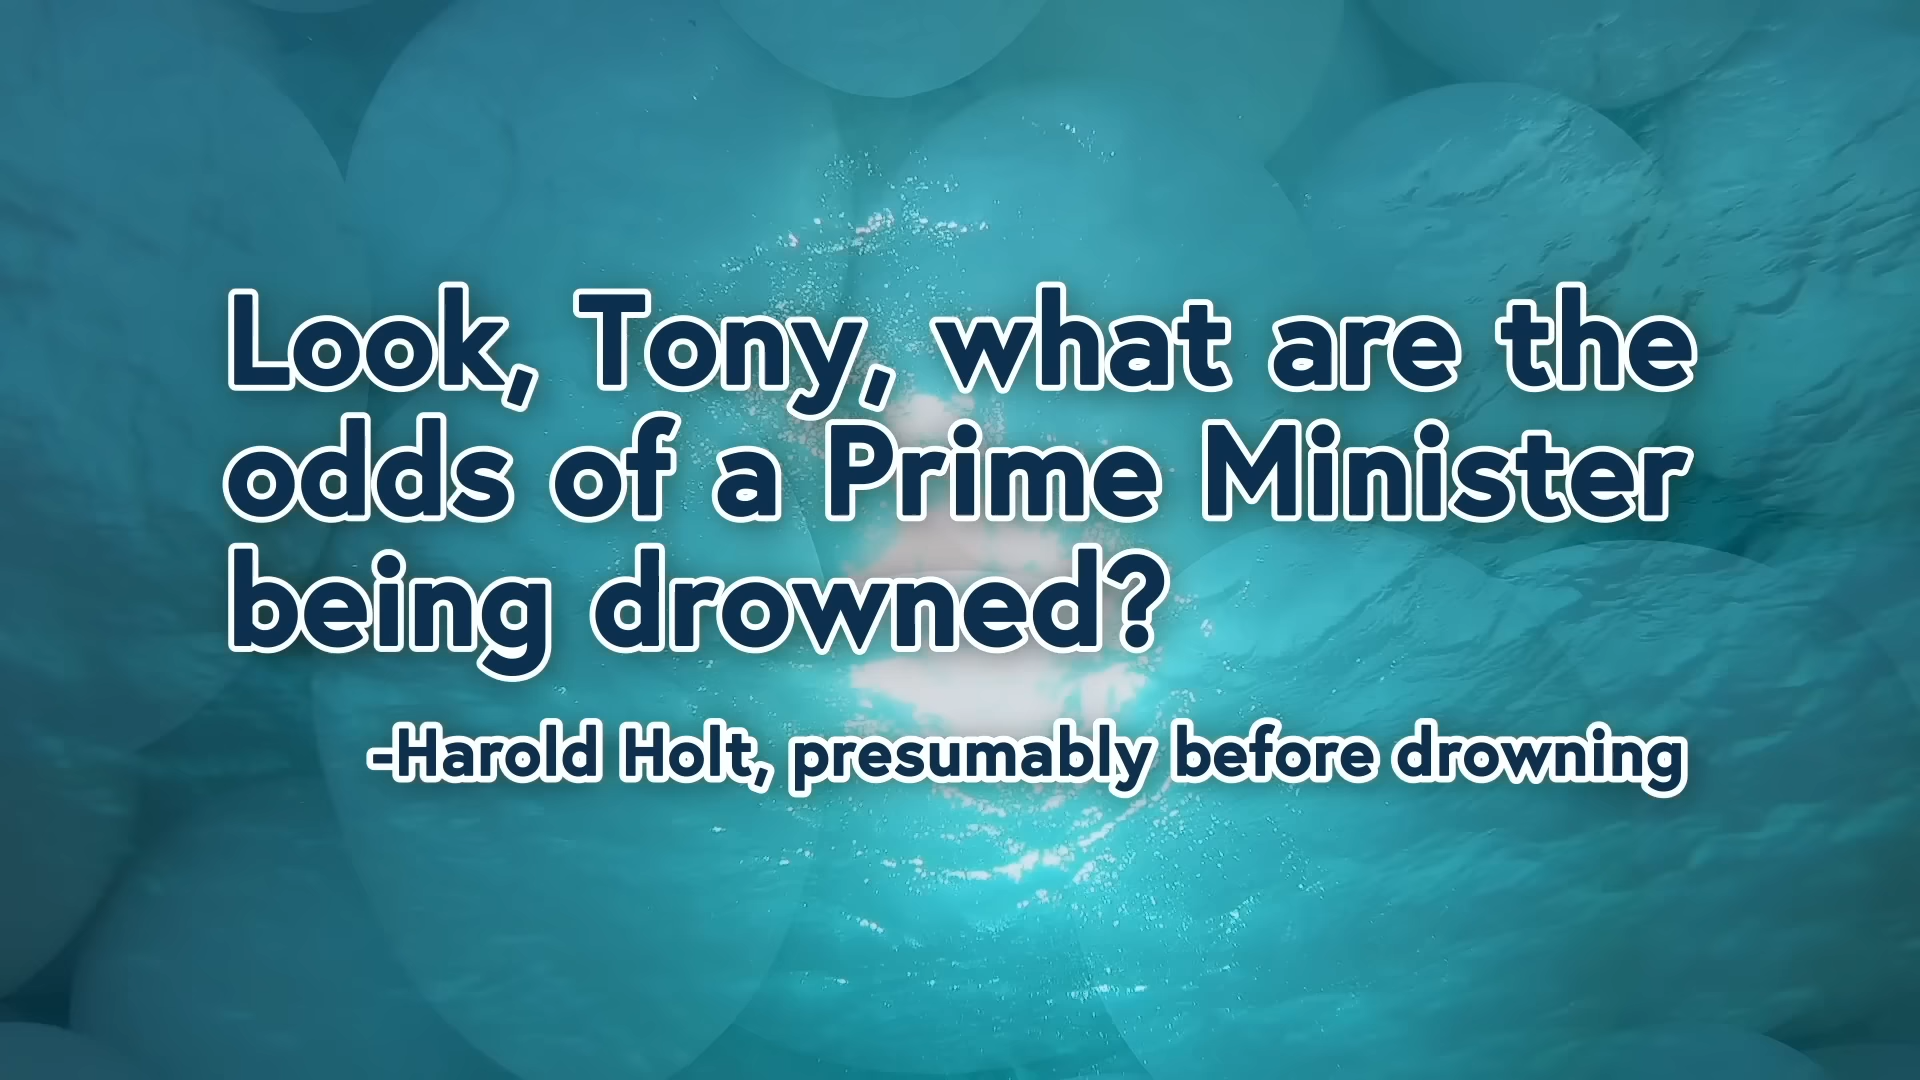 Look, Tony, what are the
odds of a Prime Minister
being drowned?
-Harold Holt, presumably before drowning